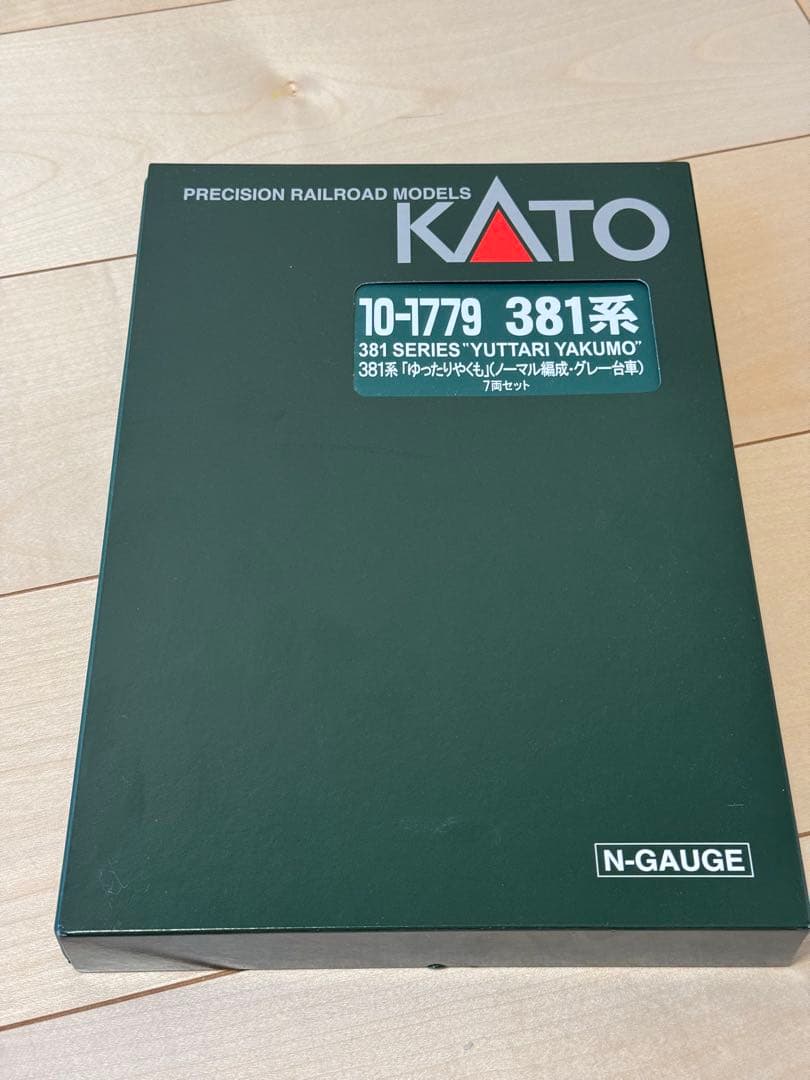 PRECISION RAILROAD MODELS
KATO
10-1779 381系
381 SERIES "YUTTARI YAKUMO"
381系「ゆったりやくも」(ノーマル編成・グレー台車)
7両セット
N-GAUGE